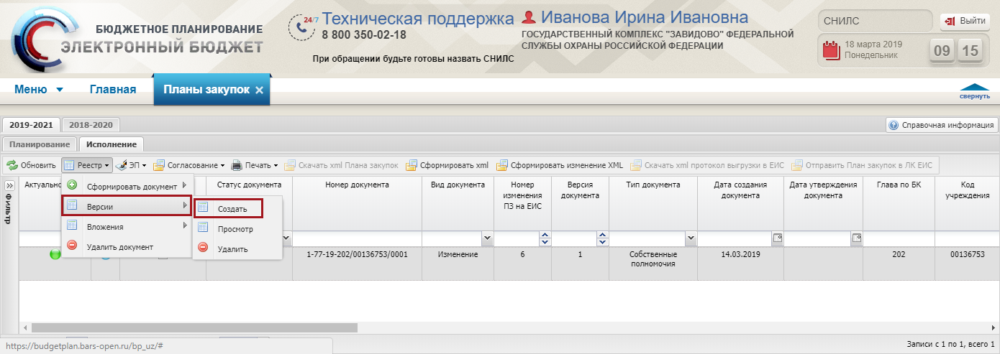 БЮДЖЕТНОЕ ПЛАНИРОВАНИЕ
ЭЛЕКТРОННЫЙ БЮДЖЕТ
24/7
Техническая поддержка
8 800 350-02-18
При обращении будьте готовы назвать СНИЛС
Иванова Ирина Ивановна
ГОСУДАРСТВЕННЫЙ КОМПЛЕКС "ЗАВИДОВО" ФЕДЕРАЛЬНОЙ
СЛУЖБЫ ОХРАНЫ РОССИЙСКОЙ ФЕДЕРАЦИИ
СНИЛС
Выйти
18 марта 2019
Понедельник
09 15
Меню Главная Планы закупок
свернуть
2019-2021 2018-2020
Справочная информация
Планирование Исполнение
Обновить Реестр ЭП Согласование Печать Скачать xml Плана закупок Сформировать xml Сформировать изменение XML Скачать xml протокол выгрузки в ЕИС Отправить План закупок в ЛК ЕИС
Фильтр
Сформировать документ
Версии
Вложения
Удалить документ
Создать
Просмотр
Удалить
Статус документа
Номер документа
Вид документа
Номер
изменения
ПЗ на ЕИС
Версия
документа
Тип документа
Дата создания
документа
Дата утверждения
документа
Глава по БК
Код
учреждения
1-77-19-202/00136753/0001 Изменение 6 1 Собственные
полномочия
14.03.2019 202 00136753
https://budgetplan.bars-open.ru/bp_uz/#
Записи с 1 по 1, всего 1